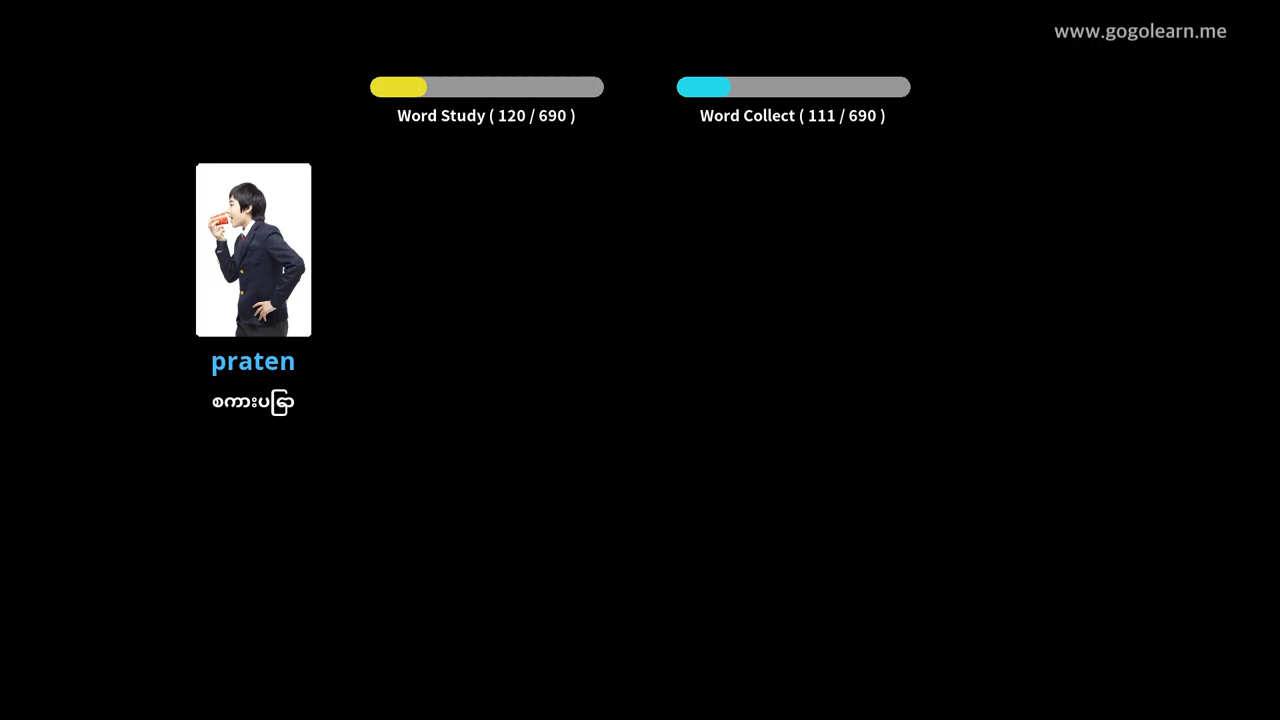 www.gogolearn.me
Word Study ( 120 / 690 )
Word Collect ( 111 / 690 )
praten
စကားပြော